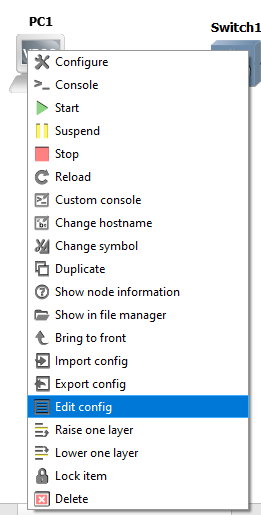 PC1
Switch1
Configure
Console
Start
Suspend
Stop
Reload
Custom console
Change hostname
Change symbol
Duplicate
Show node information
Show in file manager
Bring to front
Import config
Export config
Edit config
Raise one layer
Lower one layer
Lock item
Delete